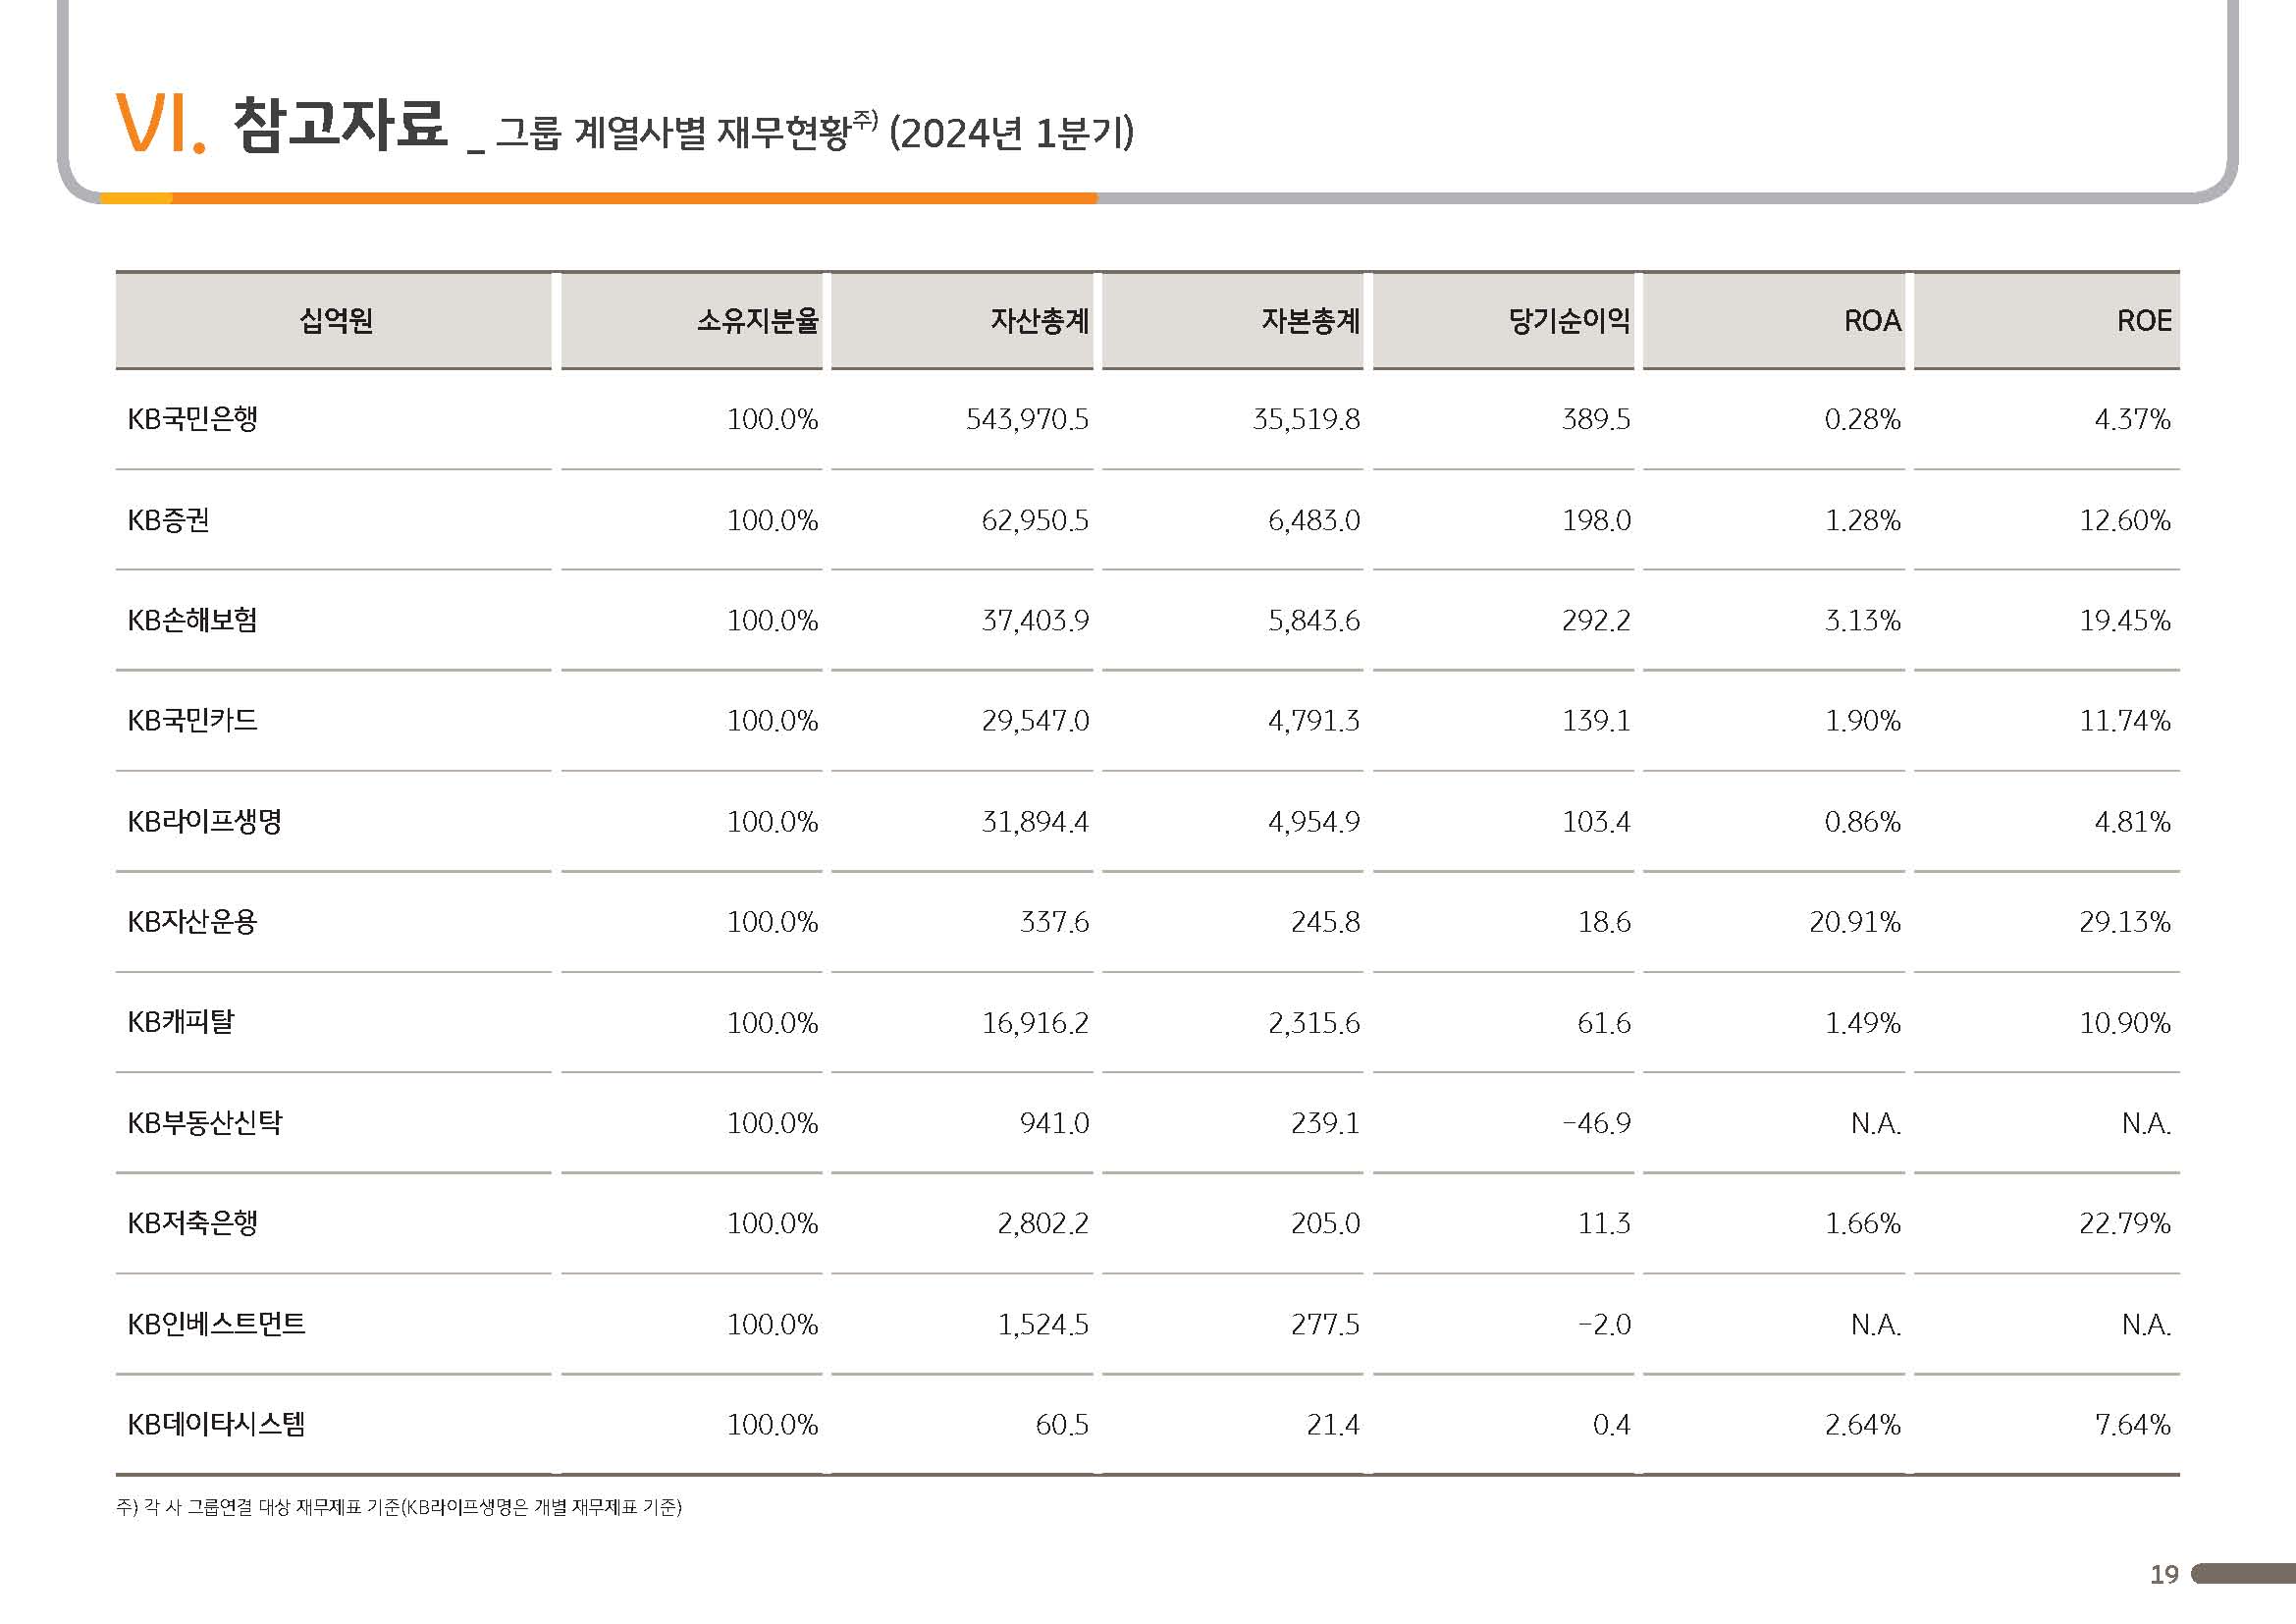 VI. 참고자료 _ 그룹 계열사별 재무현황주) (2024년 1분기)
십억원 소유지분율 자산총계 자본총계 당기순이익 ROA ROE
KB국민은행 100.0% 543,970.5 35,519.8 389.5 0.28% 4.37%
KB증권 100.0% 62,950.5 6,483.0 198.0 1.28% 12.60%
KB손해보험 100.0% 37,403.9 5,843.6 292.2 3.13% 19.45%
KB국민카드 100.0% 29,547.0 4,791.3 139.1 1.90% 11.74%
KB라이프생명 100.0% 31,894.4 4,954.9 103.4 0.86% 4.81%
KB자산운용 100.0% 337.6 245.8 18.6 20.91% 29.13%
KB캐피탈 100.0% 16,916.2 2,315.6 61.6 1.49% 10.90%
KB부동산신탁 100.0% 941.0 239.1 -46.9 N.A. N.A.
KB저축은행 100.0% 2,802.2 205.0 11.3 1.66% 22.79%
KB인베스트먼트 100.0% 1,524.5 277.5 -2.0 N.A. N.A.
KB데이타시스템 100.0% 60.5 21.4 0.4 2.64% 7.64%
주) 각 사 그룹연결 대상 재무제표 기준(KB라이프생명은 개별 재무제표 기준)
19